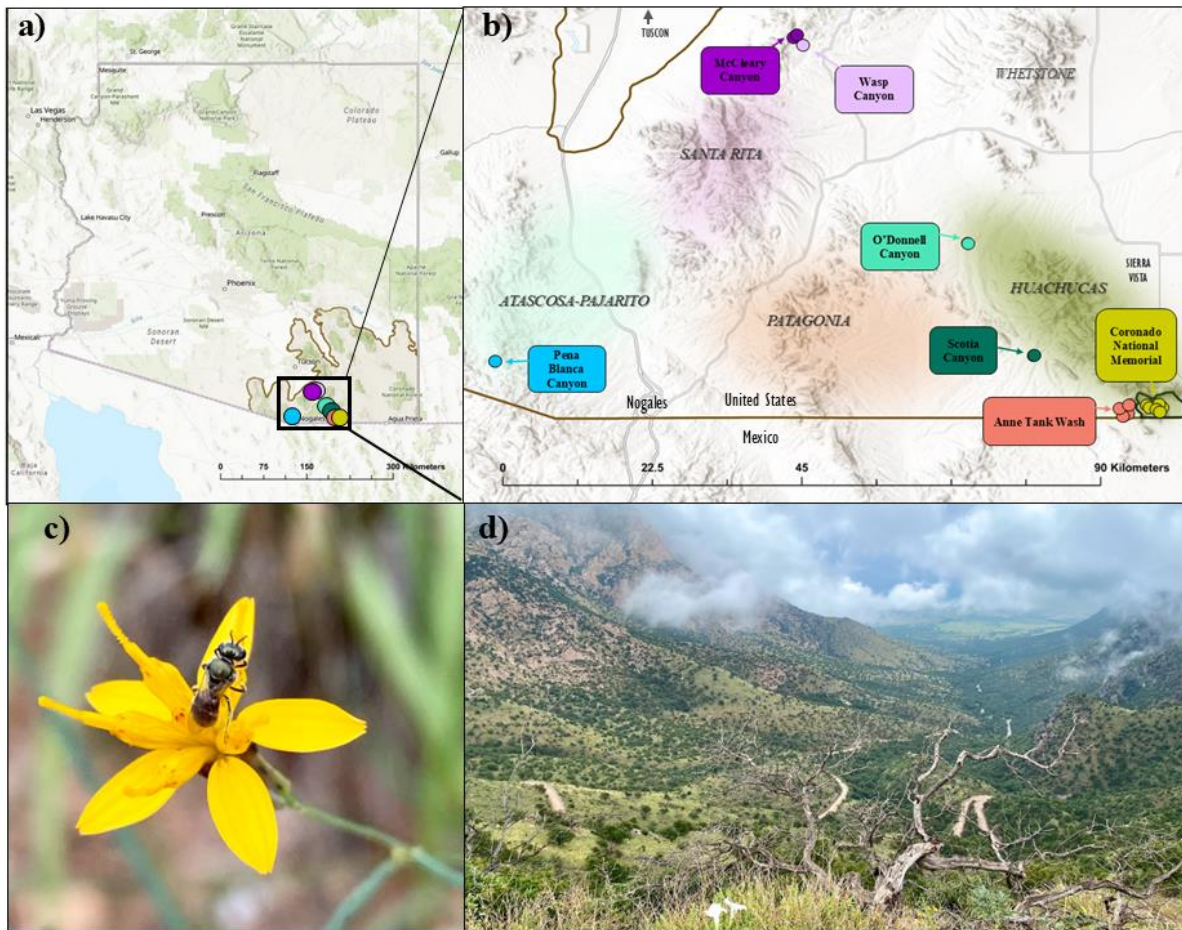 a)
St. George
Mesquite
Las Vegas
Henderson
Colorado
Plateau
Gallup
Flagstaff
San Francisco Plateau
Lake Havasu City
Prescott
Arizona
Phoenix
Mexicali
Sonoran
Desert
Tucson
Nogales
Agua Prieta
Baja
California
0 75 150 300 Kilometers
b)
TUSCON
McCleary
Canyon
Wasp
Canyon
WHETSTONE
SANTA RITA
O'Donnell
Canyon
SIERRA
VISTA
HUACHUCAS
ATASCOSA-PAJARITO
PATAGONIA
Coronado
National
Memorial
Scotia
Canyon
Pena
Blanca
Canyon
Nogales
United States
Anne Tank Wash
Mexico
0 22.5 45 90 Kilometers
c)
d)